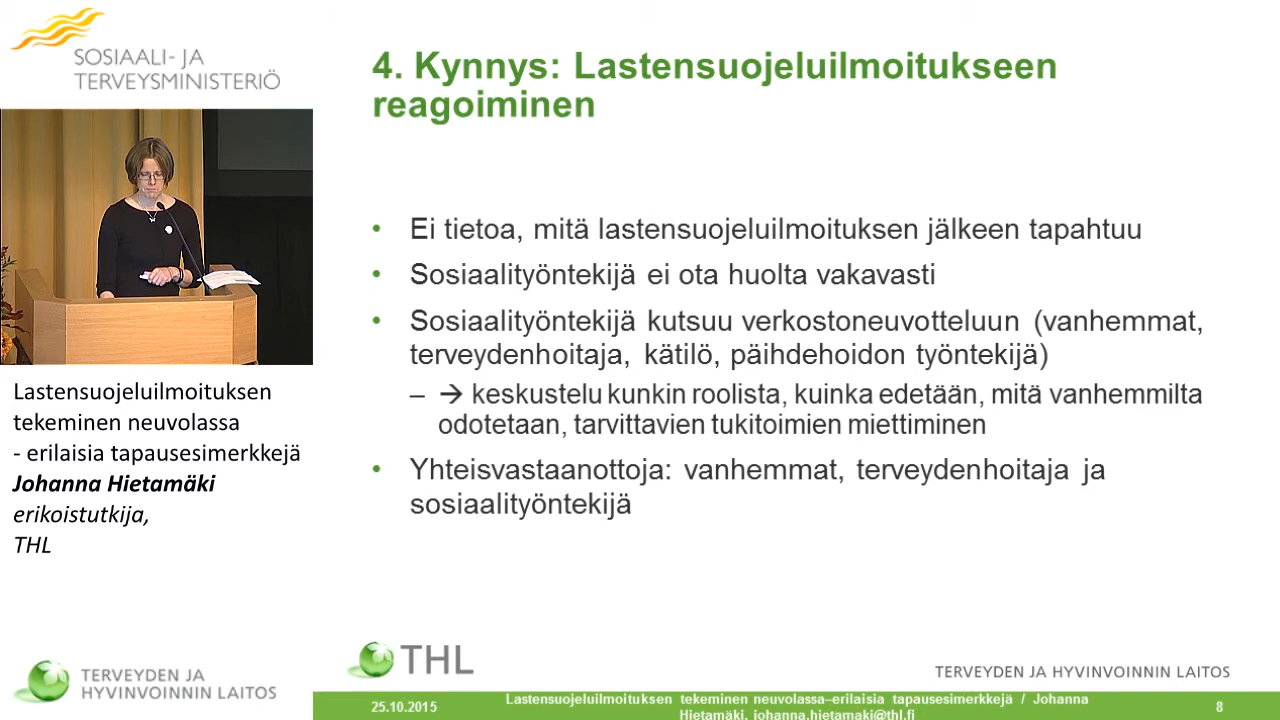 SOSIAALI- JA
TERVEYSMINISTERIÖ
4. Kynnys: Lastensuojeluilmoitukseen
reagoiminen
• Ei tietoa, mitä lastensuojeluilmoituksen jälkeen tapahtuu
• Sosiaalityöntekijä ei ota huolta vakavasti
• Sosiaalityöntekijä kutsuu verkostoneuvotteluun (vanhemmat,
terveydenhoitaja, kätilö, päihdehoidon työntekijä)
– → keskustelu kunkin roolista, kuinka edetään, mitä vanhemmilta
odotetaan, tarvittavien tukitoimien miettiminen
• Yhteisvastaanottoja: vanhemmat, terveydenhoitaja ja
sosiaalityöntekijä
Lastensuojeluilmoituksen
tekeminen neuvolassa
- erilaisia tapausesimerkkejä
Johanna Hietamäki
erikoistutkija,
THL
TERVEYDEN JA
HYVINVOINNIN LAITOS
THL
TERVEYDEN JA HYVINVOINNIN LAITOS
25.10.2015
Lastensuojeluilmoituksen tekeminen neuvolassa–erilaisia tapausesimerkkejä / Johanna
Hietamäki, johanna.hietamaki@thl.fi
8